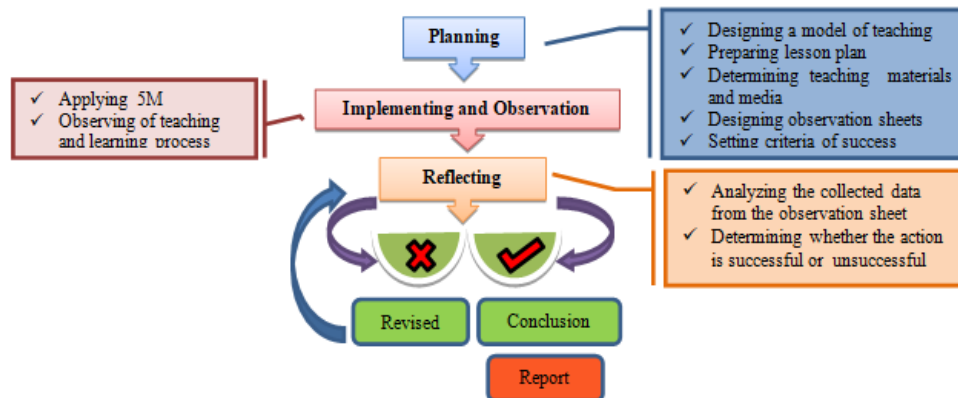 Planning
✓ Designing a model of teaching
✓ Preparing lesson plan
✓ Determining teaching materials
and media
✓ Designing observation sheets
✓ Setting criteria of success
Implementing and Observation
✓ Applying 5M
✓ Observing of teaching
and learning process
Reflecting
✓ Analyzing the collected data
from the observation sheet
✓ Determining whether the action
is successful or unsuccessful
Revised
Conclusion
Report